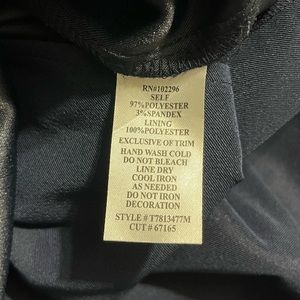 RN#102296
SELF
97%POLYESTER
3%SPANDEX
LINING
100%POLYESTER
EXCLUSIVE OF TRIM
HAND WASH COLD
DO NOT BLEACH
LINE DRY
COOL IRON
AS NEEDED
DO NOT IRON
DECORATION
STYLE # T7813477M
CUT # 67165